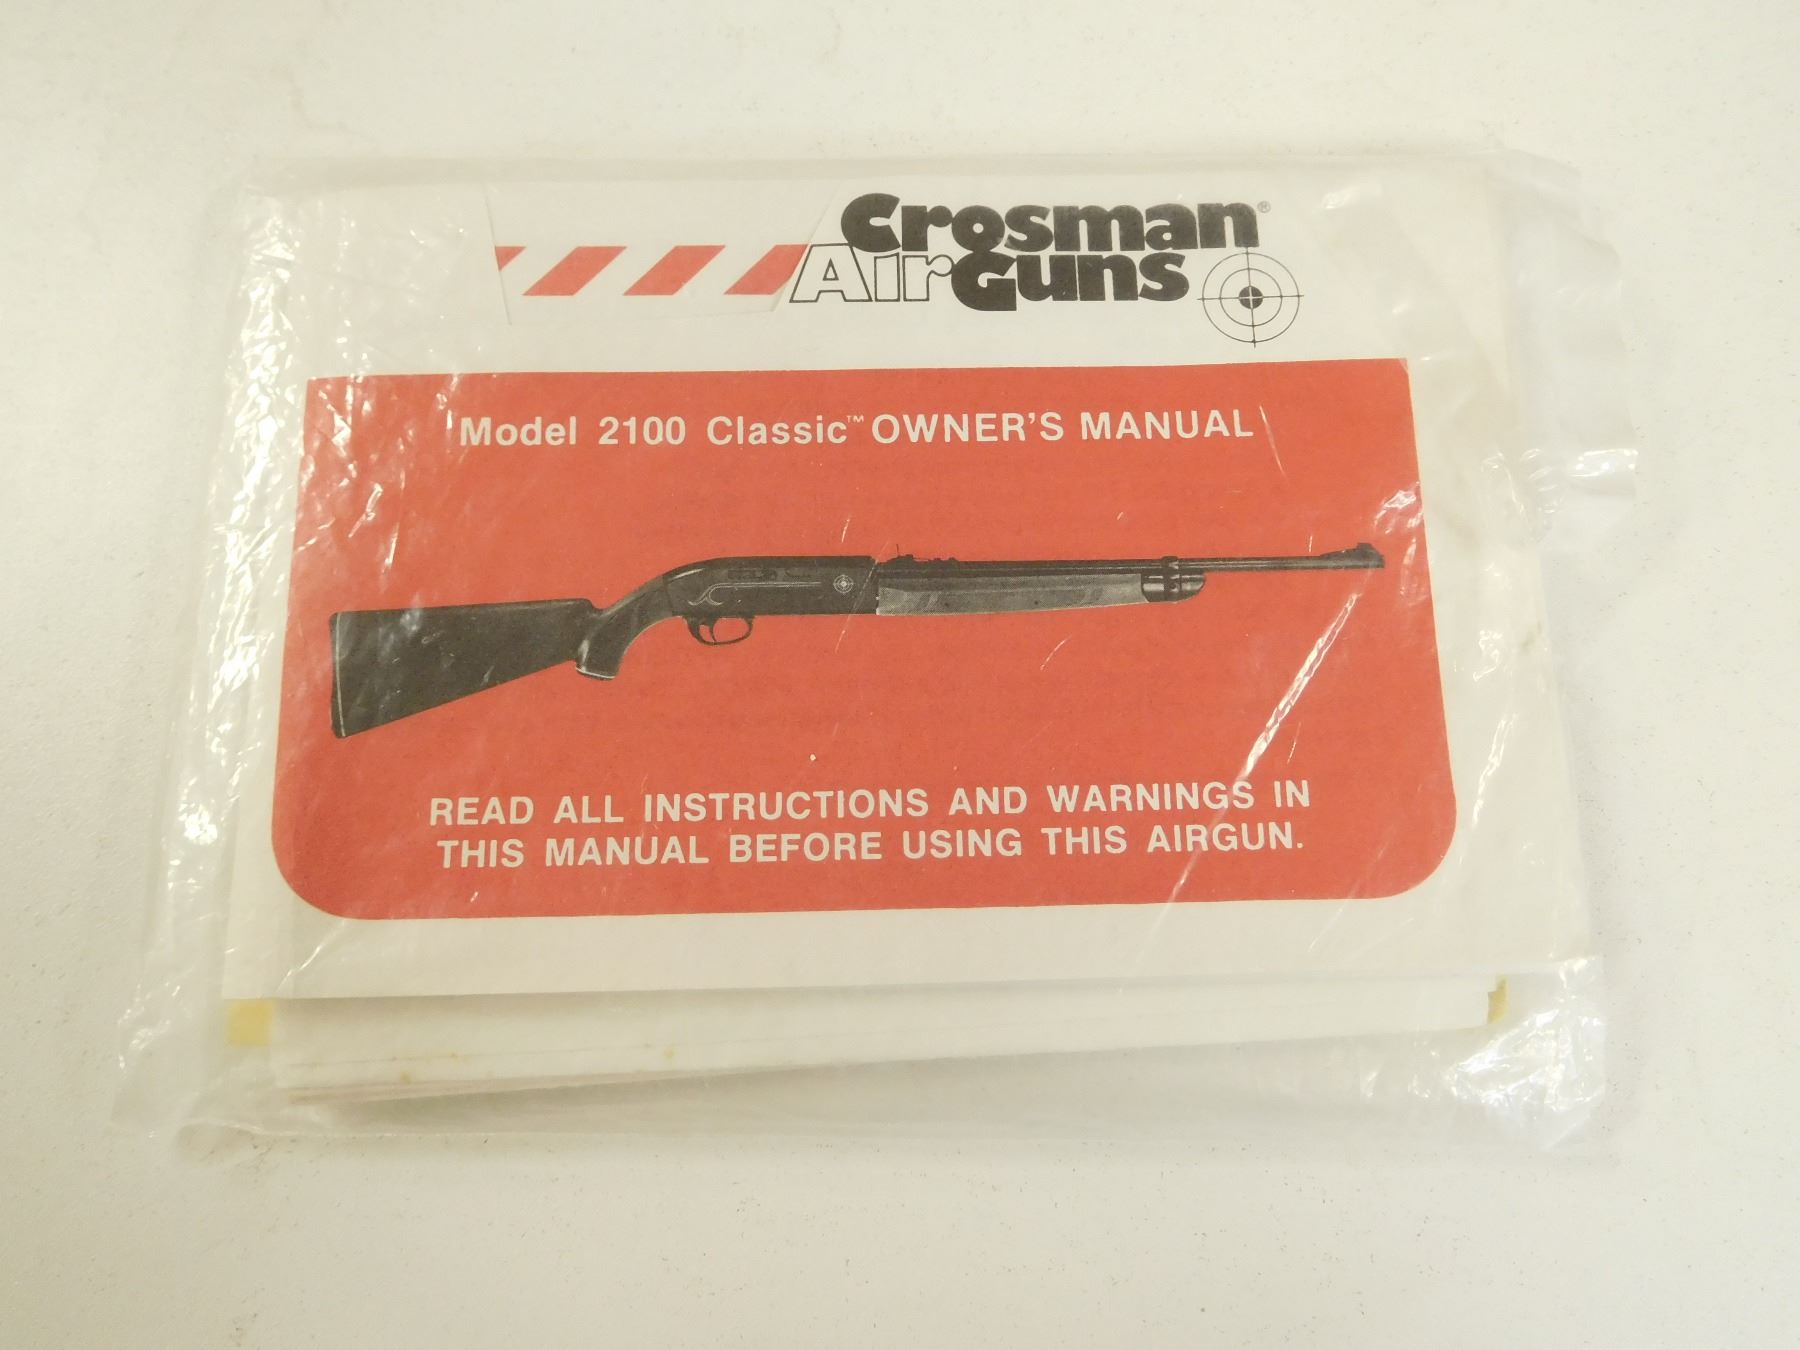 Crosman®
AirGuns
Model 2100 Classic™ OWNER'S MANUAL
READ ALL INSTRUCTIONS AND WARNINGS IN
THIS MANUAL BEFORE USING THIS AIRGUN.